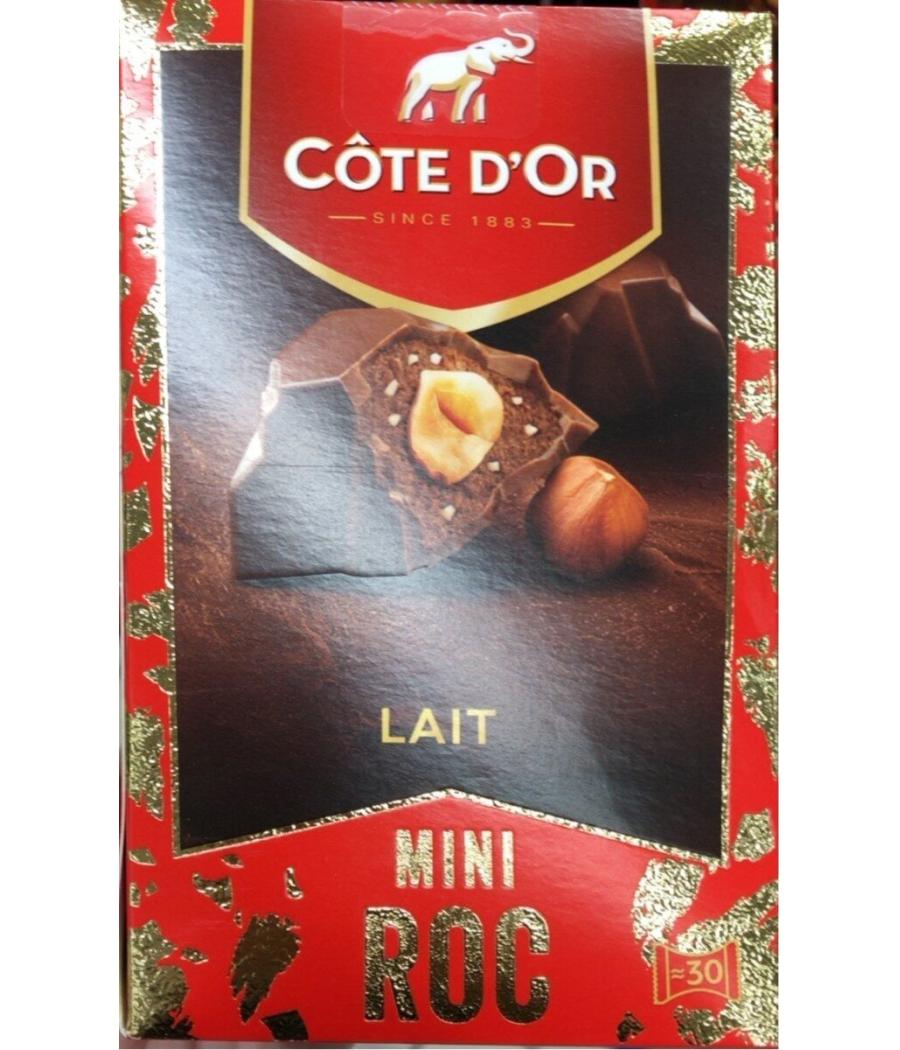 CÔTE D'OR
SINCE 1883
LAIT
MINI
ROC
≈30